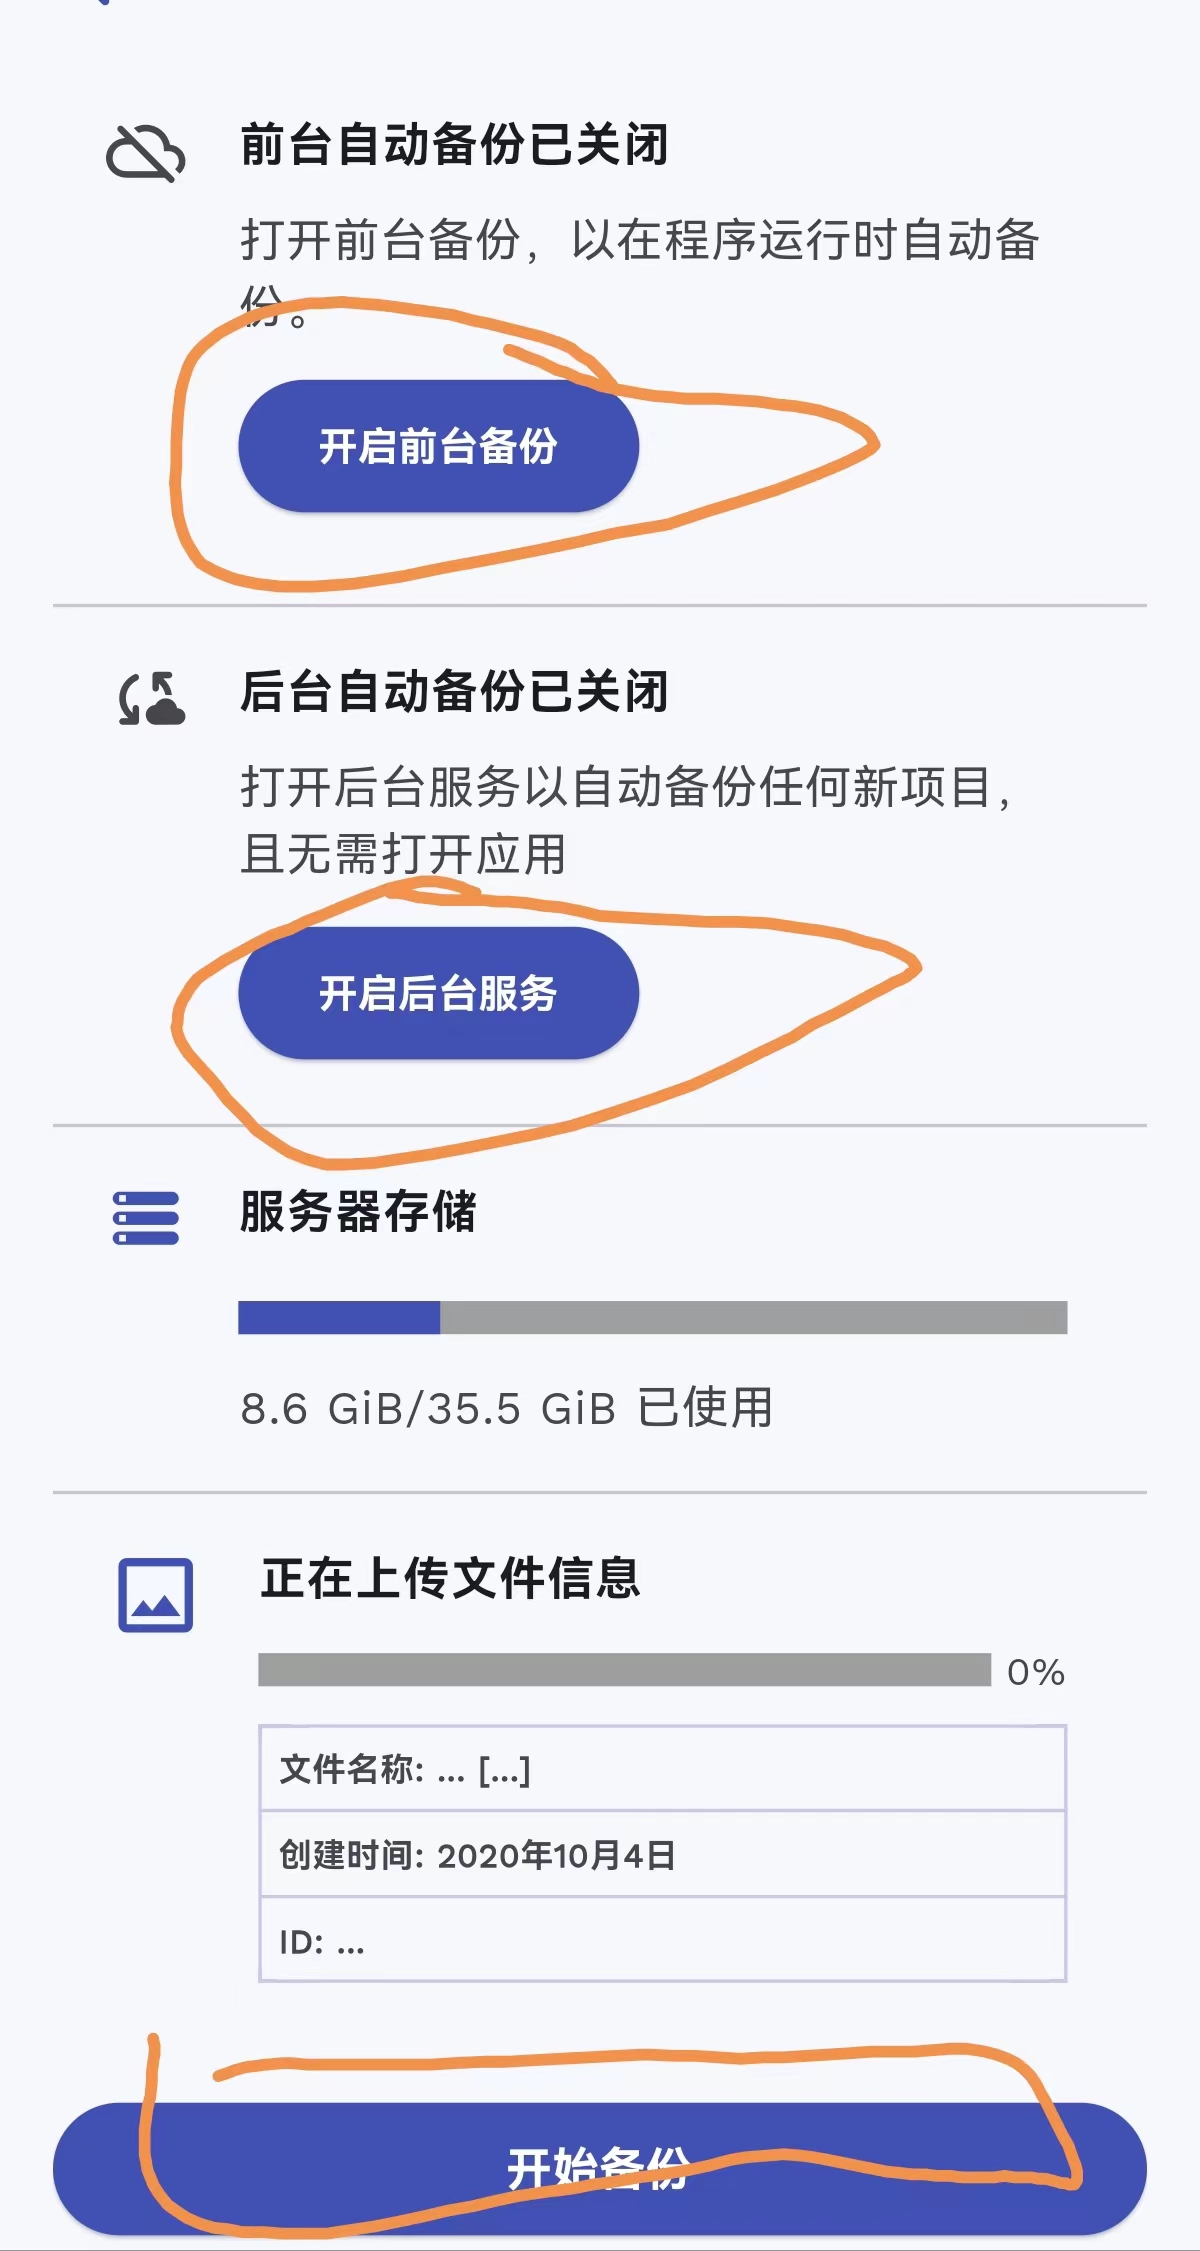 前台自动备份已关闭
打开前台备份，以在程序运行时自动备
份。
开启前台备份
后台自动备份已关闭
打开后台服务以自动备份任何新项目，
且无需打开应用
开启后台服务
服务器存储
8.6 GiB/35.5 GiB 已使用
正在上传文件信息
0%
文件名称: ... [...]
创建时间: 2020年10月4日
ID: ...
开始备份